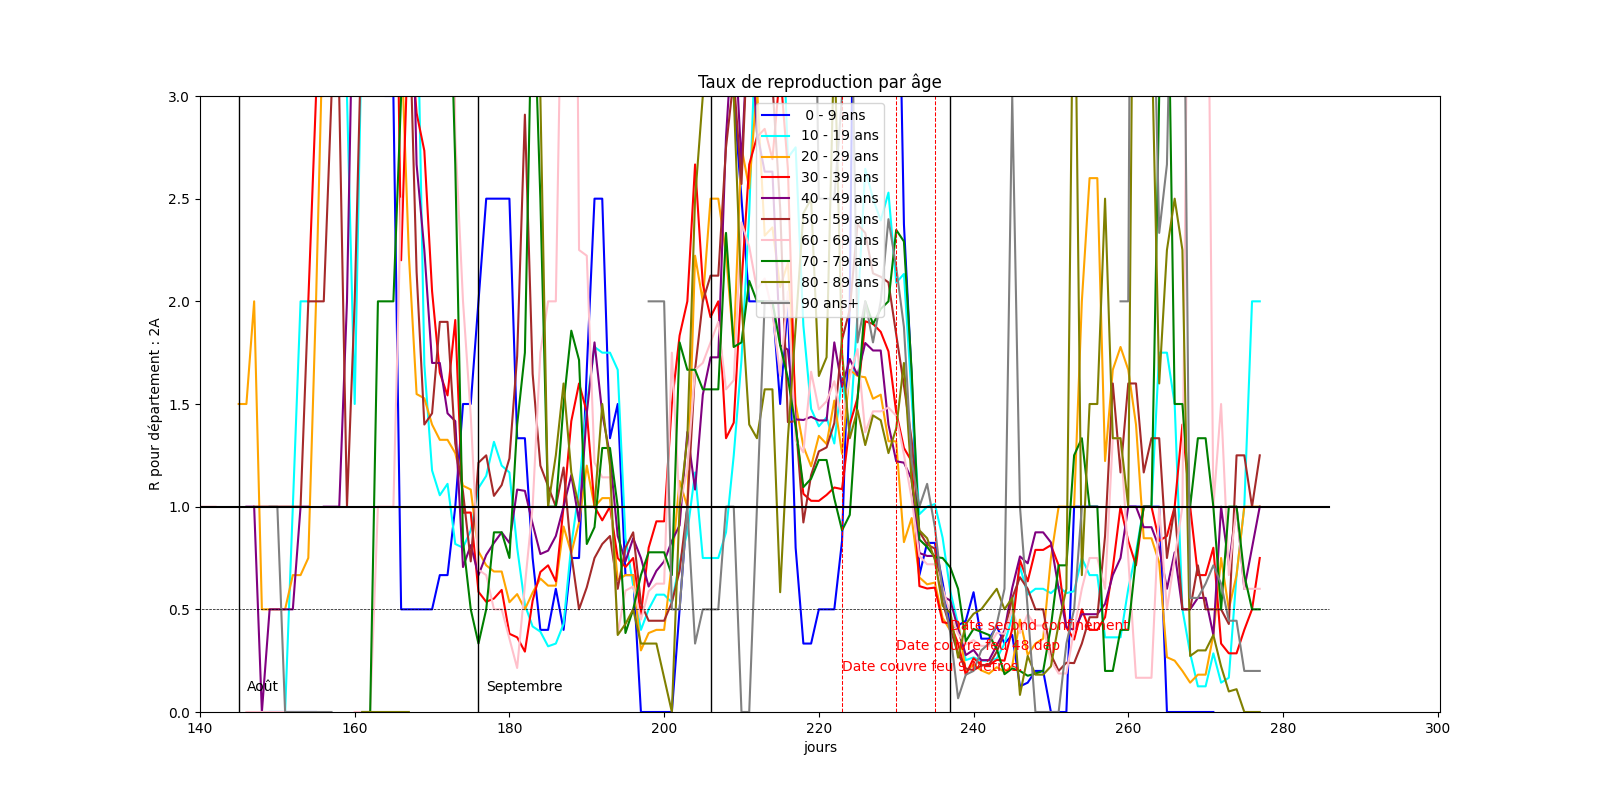 Taux de reproduction par âge
R pour département : 2A
3.0
2.5
2.0
1.5
1.0
0.5
0.0
0 - 9 ans
10 - 19 ans
20 - 29 ans
30 - 39 ans
40 - 49 ans
50 - 59 ans
60 - 69 ans
70 - 79 ans
80 - 89 ans
90 ans+
Date second confinement
Date couvre feu 48 dep
Date couvre feu 9 Métros
Août
Septembre
140 160 180 200 220 240 260 280 300
jours